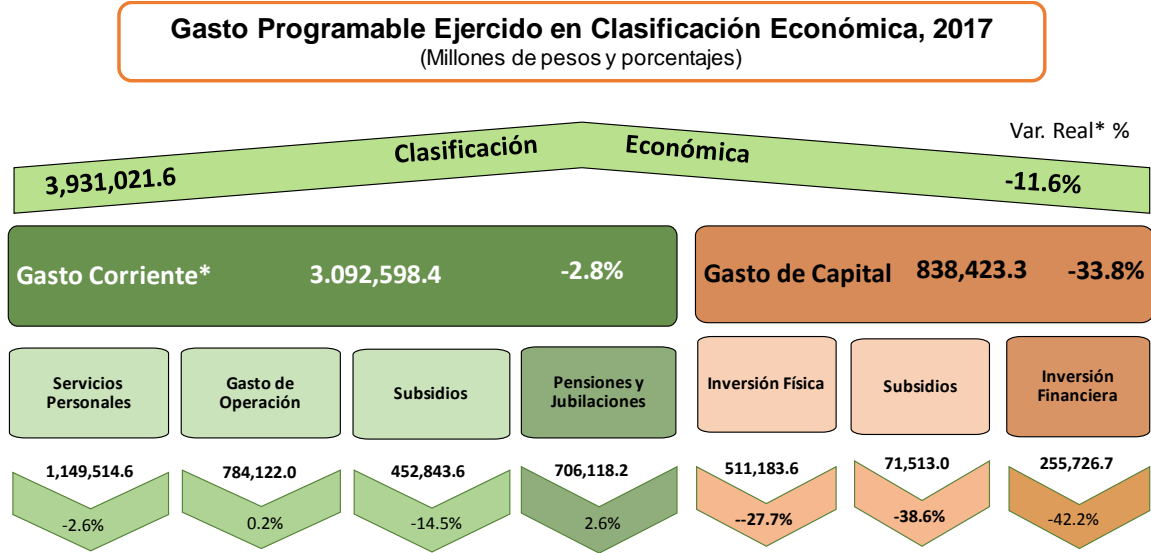 Gasto Programable Ejercido en Clasificación Económica, 2017
(Millones de pesos y porcentajes)
Var. Real* %
Clasificación Económica
3,931,021.6 -11.6%
Gasto Corriente* 3.092,598.4 -2.8%
Gasto de Capital 838,423.3 -33.8%
Servicios
Personales
Gasto de
Operación
Subsidios
Pensiones y
Jubilaciones
Inversión Física
Subsidios
Inversión
Financiera
1,149,514.6
-2.6%
784,122.0
0.2%
452,843.6
-14.5%
706,118.2
2.6%
511,183.6
--27.7%
71,513.0
-38.6%
255,726.7
-42.2%